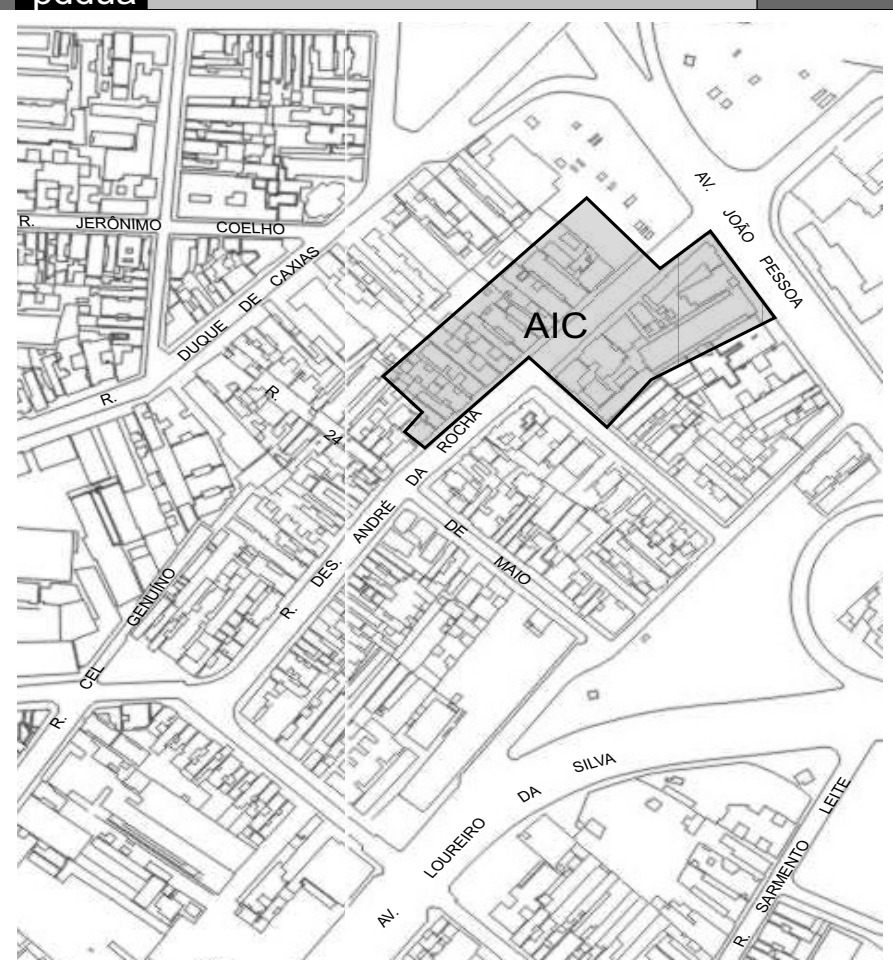 pddua
AV. JOÃO PESSOA
R. JERÔNIMO COELHO
R. DUQUE DE CAXIAS
AIC
R. 24 DE MAIO
R. DES. ANDRÉ DA ROCHA
R. CEL GENUÍNO
AV. LOUREIRO DA SILVA
R. SARMENTO LEITE